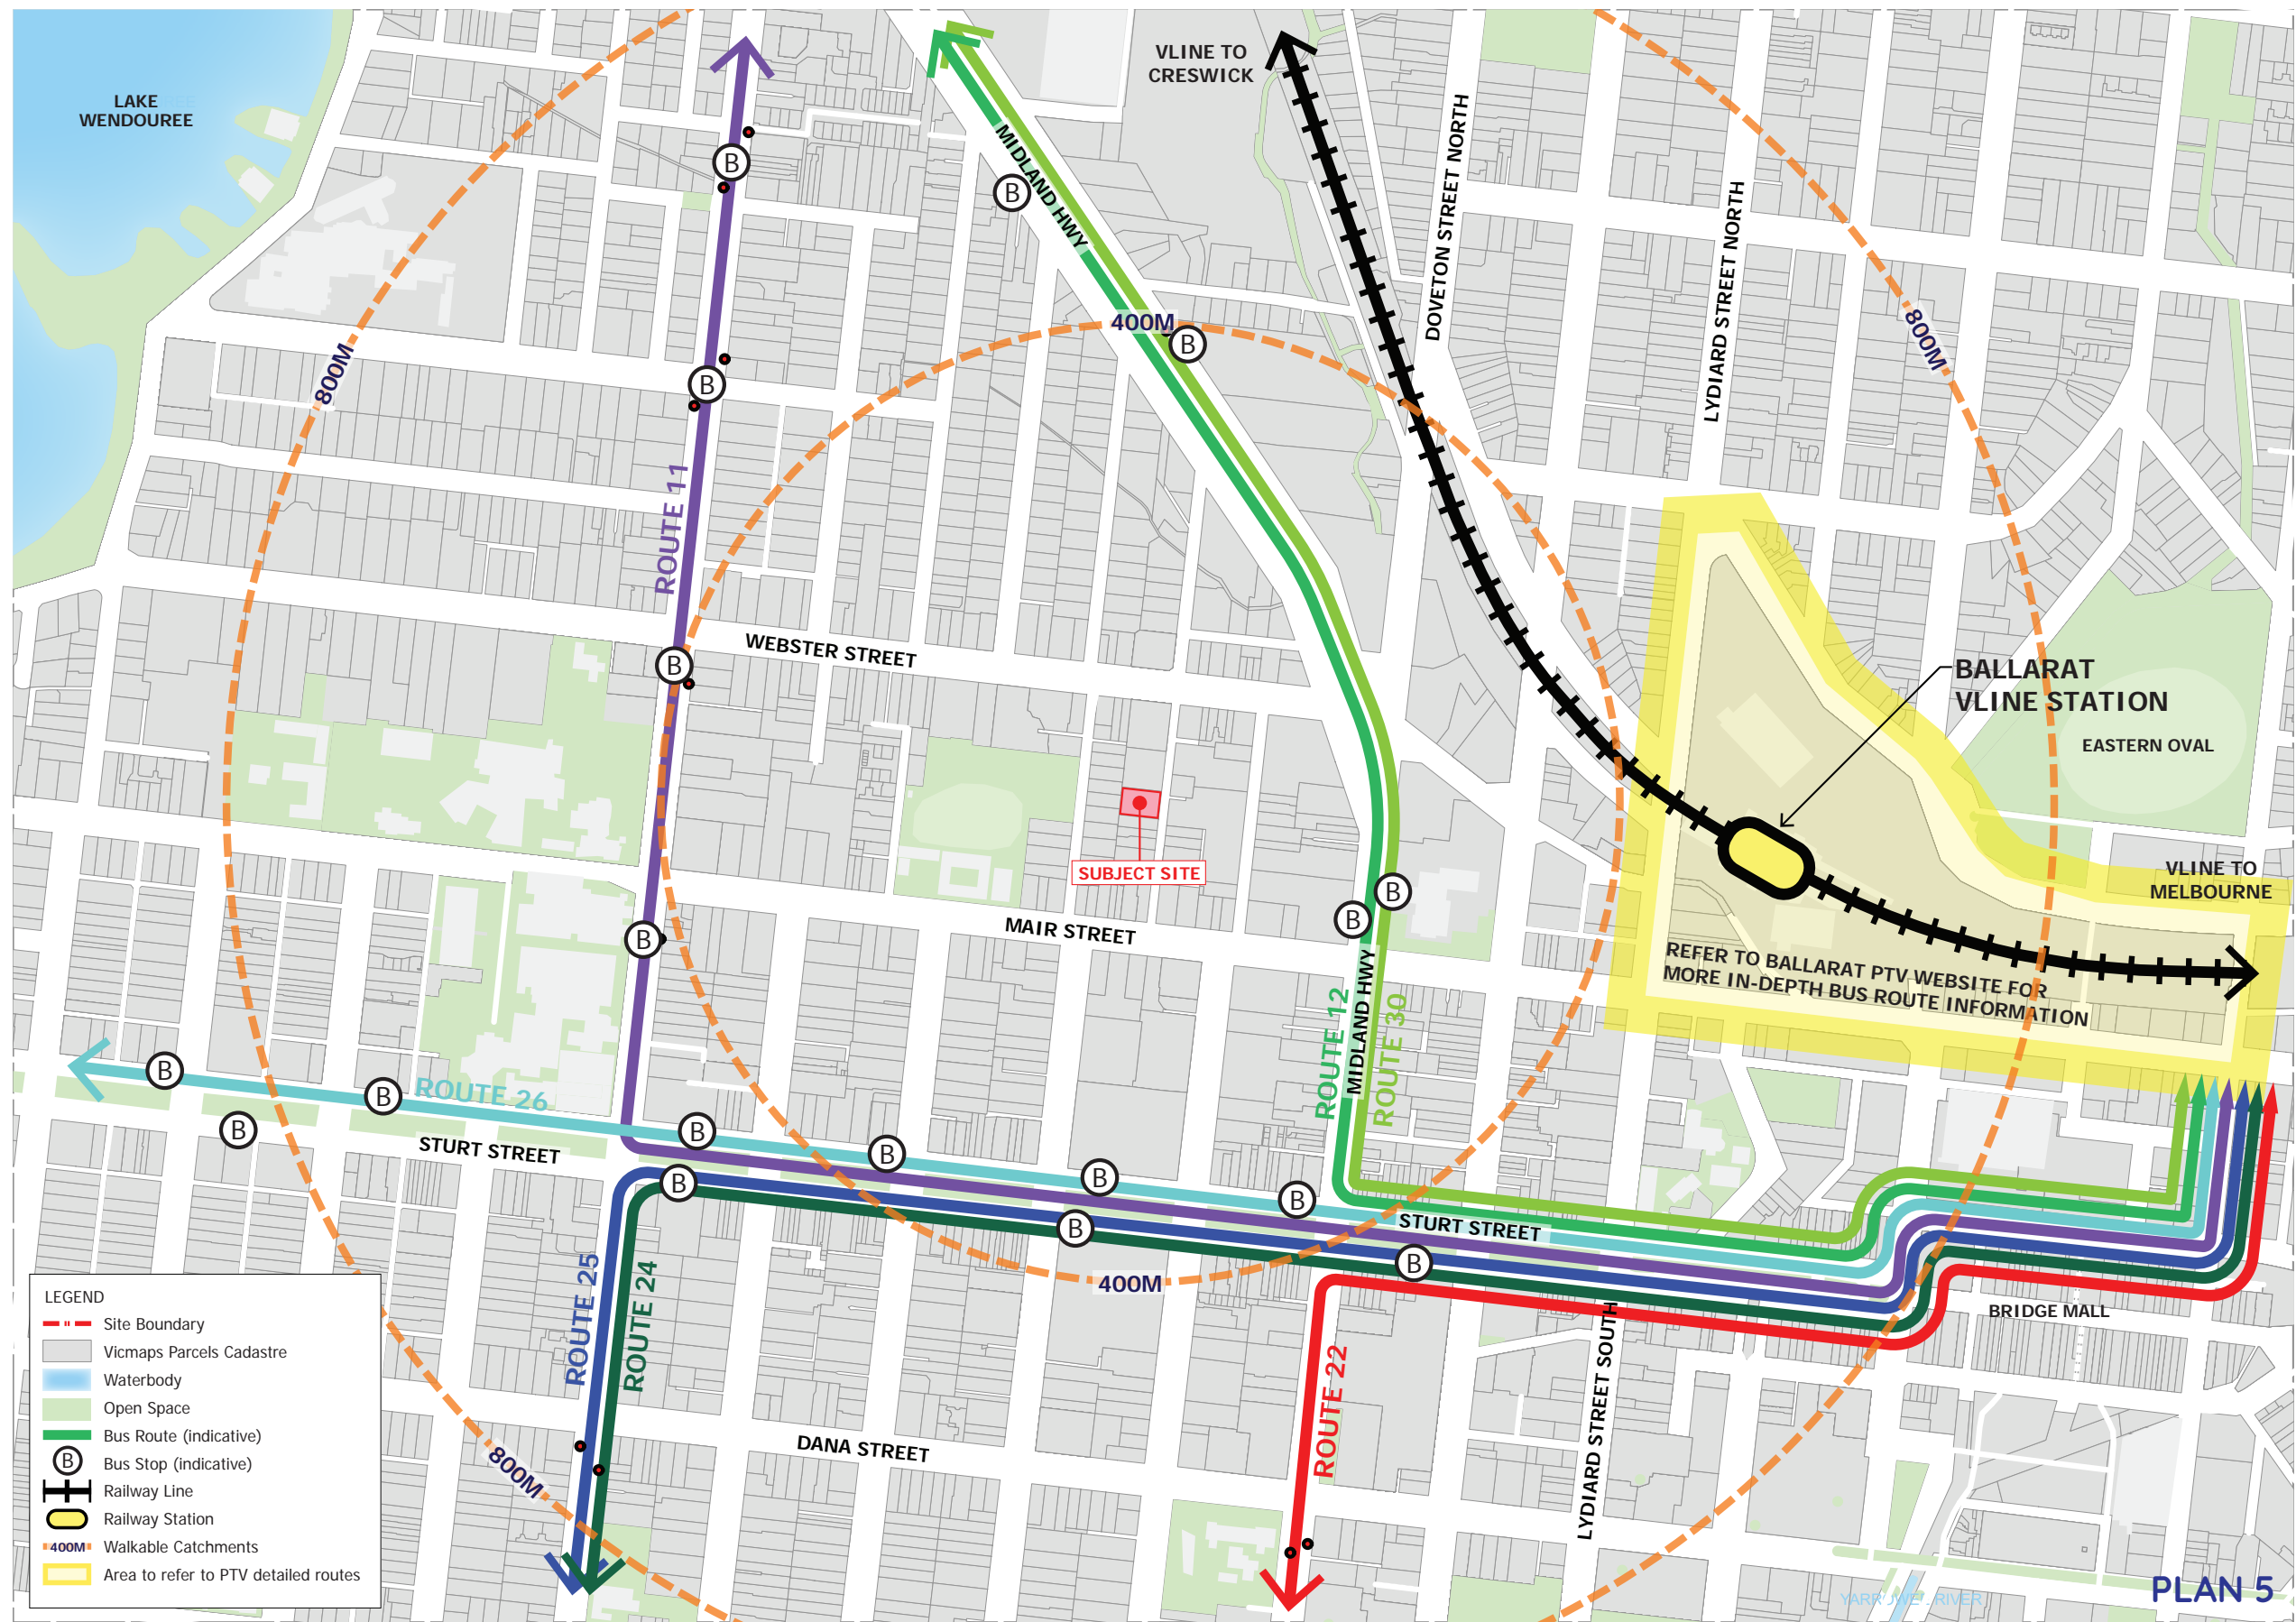 VLINE TO
CRESWICK
LAKE
WENDOUREE
MIDLAND HWY
DOVETON STREET NORTH
LYDIARD STREET NORTH
B
B
400M
B
800M
800M
B
ROUTE 11
WEBSTER STREET
B
BALLARAT
VLINE STATION
EASTERN OVAL
SUBJECT SITE
VLINE TO
MELBOURNE
B
B
MAIR STREET
B
REFER TO BALLARAT PTV WEBSITE FOR
MORE IN-DEPTH BUS ROUTE INFORMATION
ROUTE 12
MIDLAND HWY
ROUTE 30
B
B
ROUTE 26
B
B
STURT STREET
B
B
B
B
B
STURT STREET
B
400M
ROUTE 25
ROUTE 24
BRIDGE MALL
LYDIARD STREET SOUTH
ROUTE 22
DANA STREET
800M
LEGEND
Site Boundary
Vicmaps Parcels Cadastre
Waterbody
Open Space
Bus Route (indicative)
B
Bus Stop (indicative)
Railway Line
Railway Station
400M
Walkable Catchments
Area to refer to PTV detailed routes
RIVER
PLAN 5